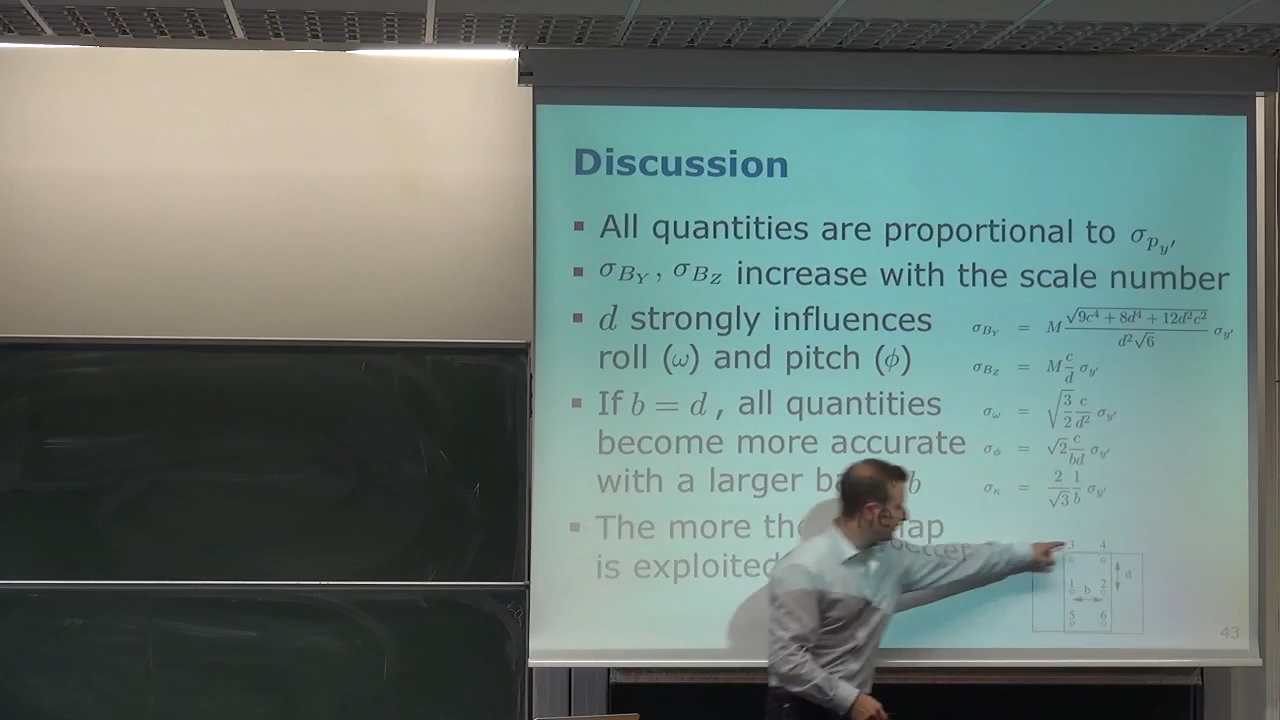 Discussion
▪ All quantities are proportional to σ_{p_{y'}}
▪ σ_{B_Y}, σ_{B_Z} increase with the scale number
▪ d strongly influences
roll (ω) and pitch (ϕ)
▪ If b = d, all quantities
become more accurate
with a larger b
▪ The more the
is exploited better
σ_{B_Y} = M √(9c⁴ + 8d⁴ + 12d²c²) / (d²√6) σ_{y'}
σ_{B_Z} = M c/d σ_{y'}
σ_ω = √(3/2) c/d² σ_{y'}
σ_ϕ = √2 c/(bd) σ_{y'}
σ_κ = 2/√3 1/b σ_{y'}
3 4
d
1 b 2
5 6
43